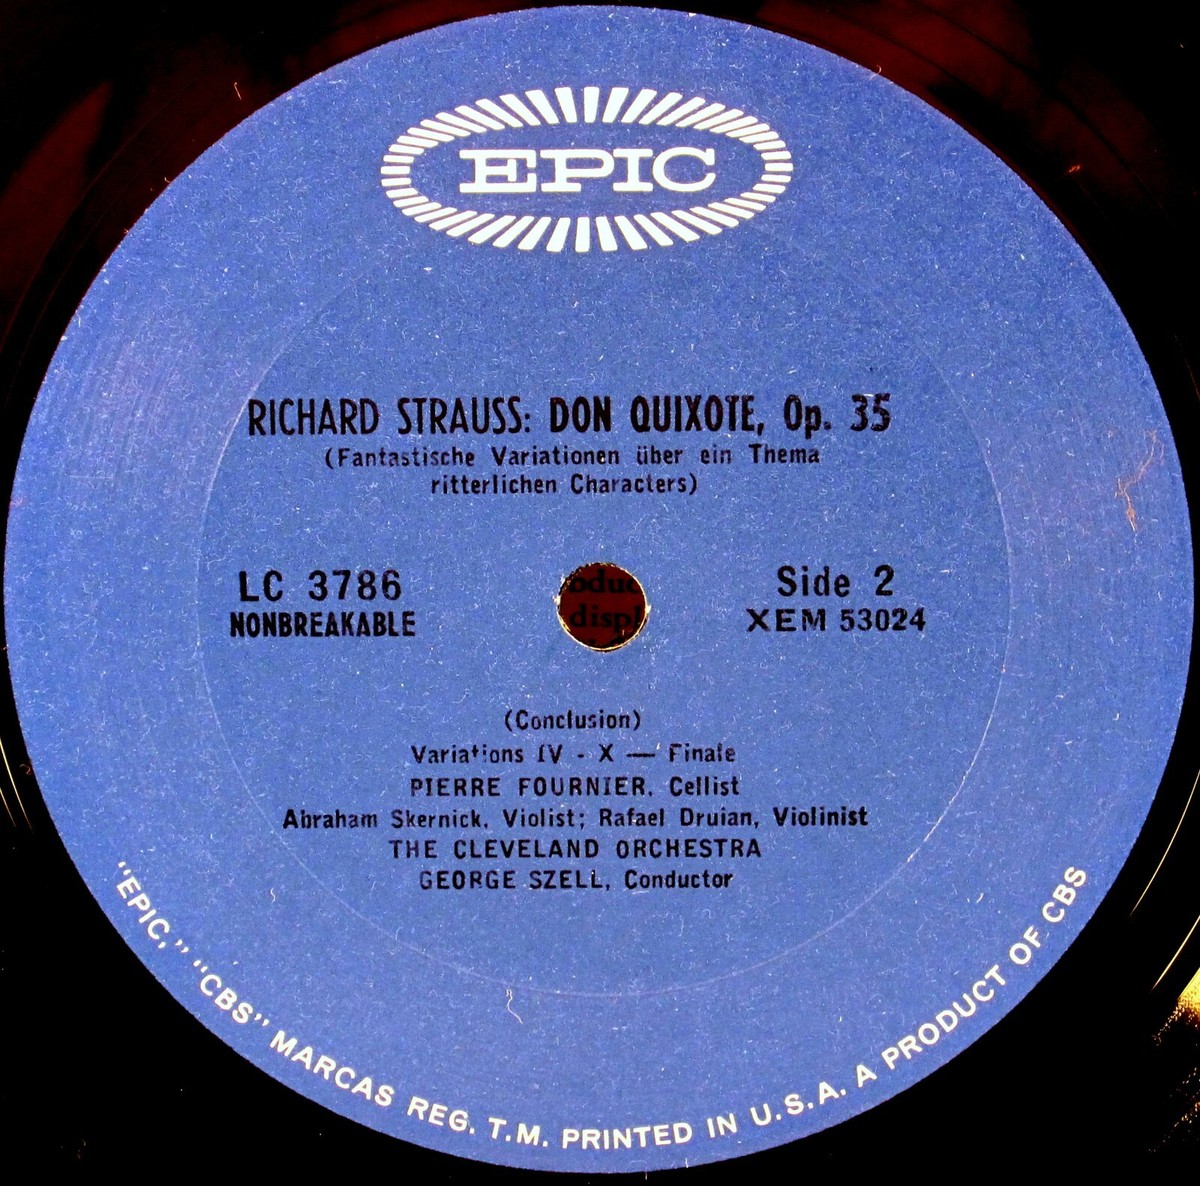 EPIC
RICHARD STRAUSS: DON QUIXOTE, Op. 35
(Fantastische Variationen über ein Thema
ritterlichen Characters)
LC 3786
NONBREAKABLE
Side 2
XEM 53024
(Conclusion)
Variations IV - X — Finale
PIERRE FOURNIER, Cellist
Abraham Skernick, Violist; Rafael Druian, Violinist
THE CLEVELAND ORCHESTRA
GEORGE SZELL, Conductor
"EPIC," "CBS" MARCAS REG. T.M. PRINTED IN U.S.A. A PRODUCT OF CBS